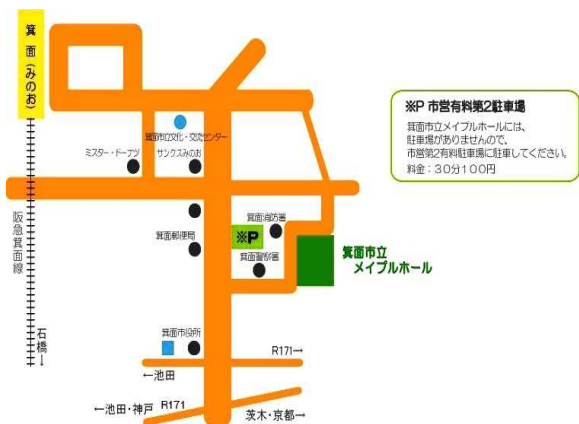 箕面(みのお)
箕面市立文化・交流センター
ミスター・ドーナツ
サンクスみのお
阪急箕面線
石橋↓
箕面郵便局
箕面消防署
※P
箕面警察署
箕面市立
メイプルホール
箕面市役所
R171→
←池田
←池田・神戸
R171
茨木・京都→
※P 市営有料第2駐車場
箕面市立メイプルホールには、
駐車場がありませんので、
市営第2有料駐車場に駐車してください。
料金：30分100円